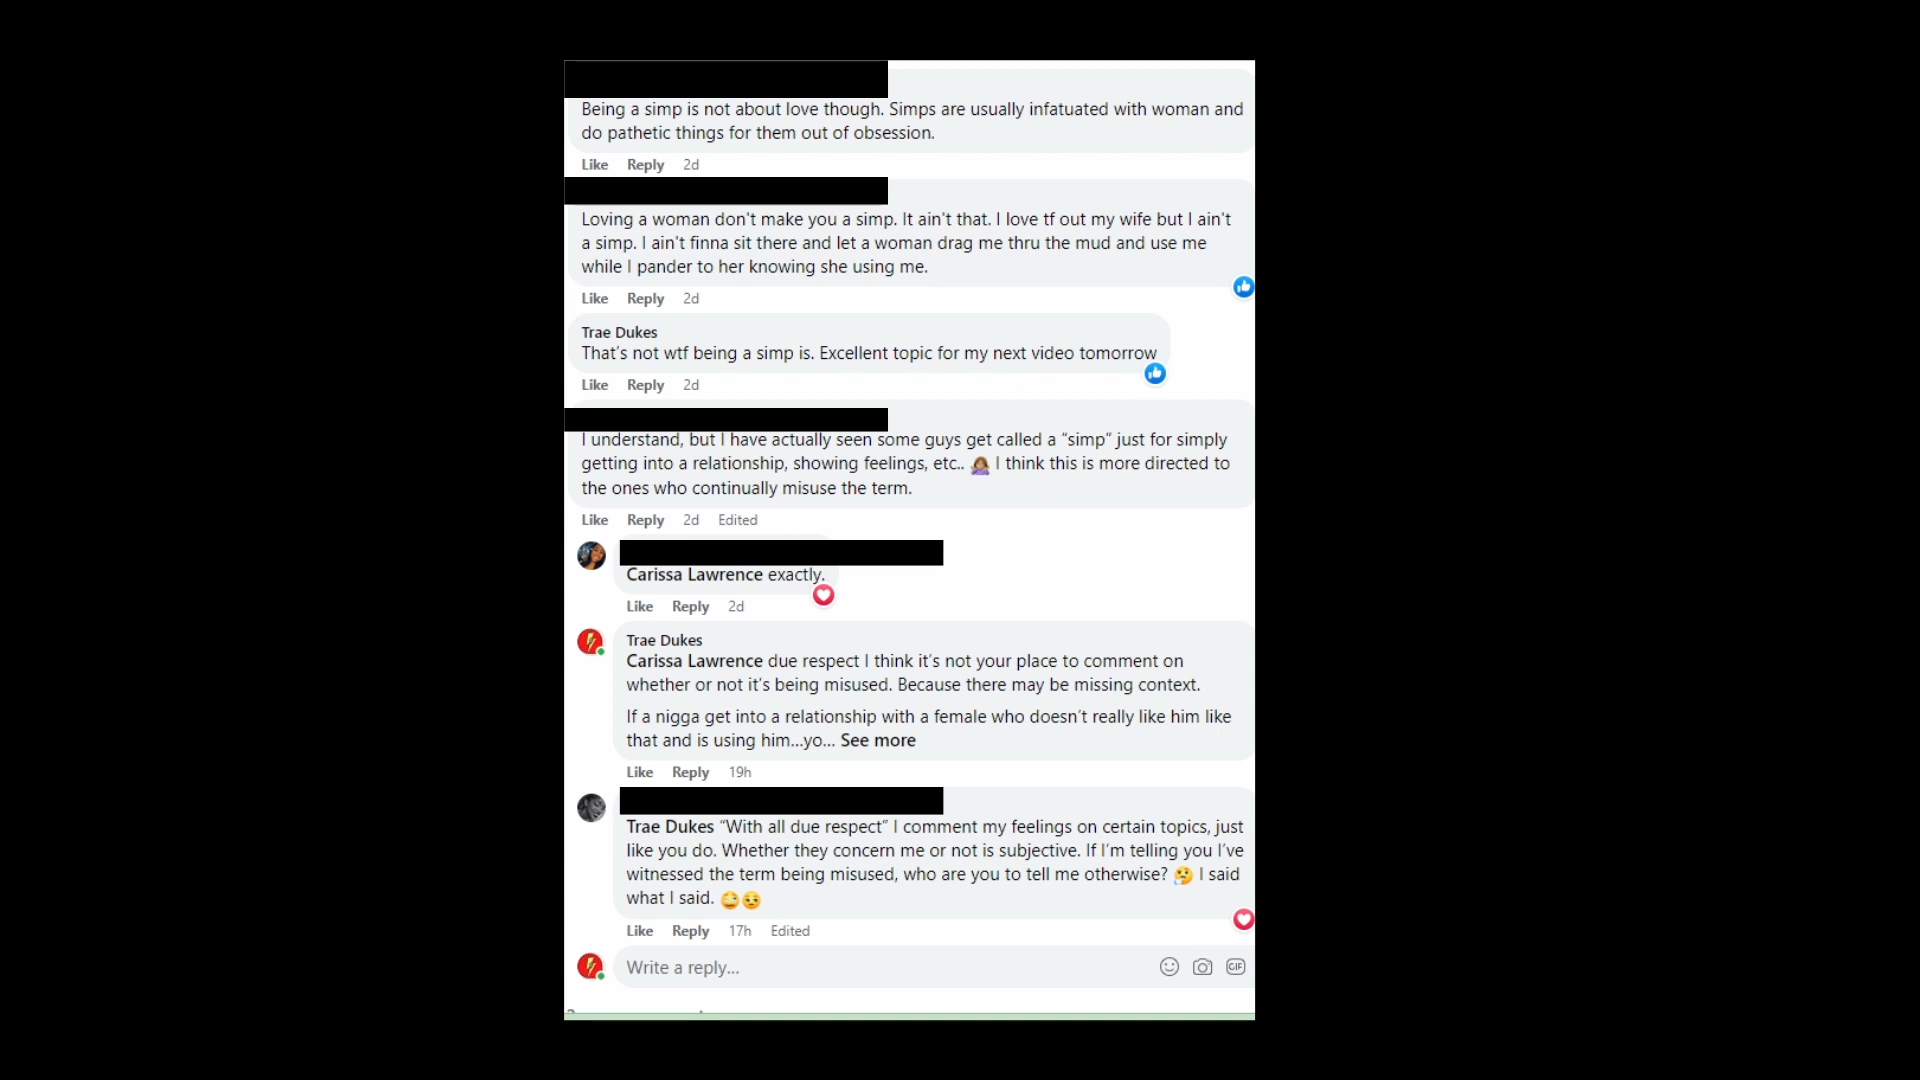 Being a simp is not about love though. Simps are usually infatuated with woman and
do pathetic things for them out of obsession.
Like Reply 2d
Loving a woman don't make you a simp. It ain't that. I love tf out my wife but I ain't
a simp. I ain't finna sit there and let a woman drag me thru the mud and use me
while I pander to her knowing she using me.
Like Reply 2d
Trae Dukes
That's not wtf being a simp is. Excellent topic for my next video tomorrow
Like Reply 2d
I understand, but I have actually seen some guys get called a “simp” just for simply
getting into a relationship, showing feelings, etc.. 🤷🏽‍♀️ I think this is more directed to
the ones who continually misuse the term.
Like Reply 2d Edited
Carissa Lawrence exactly.
Like Reply 2d
Trae Dukes
Carissa Lawrence due respect I think it’s not your place to comment on
whether or not it’s being misused. Because there may be missing context.
If a nigga get into a relationship with a female who doesn’t really like him like
that and is using him...yo... See more
Like Reply 19h
Trae Dukes “With all due respect” I comment my feelings on certain topics, just
like you do. Whether they concern me or not is subjective. If I’m telling you I’ve
witnessed the term being misused, who are you to tell me otherwise? 🤔 I said
what I said. 😌😒
Like Reply 17h Edited
Write a reply...
GIF